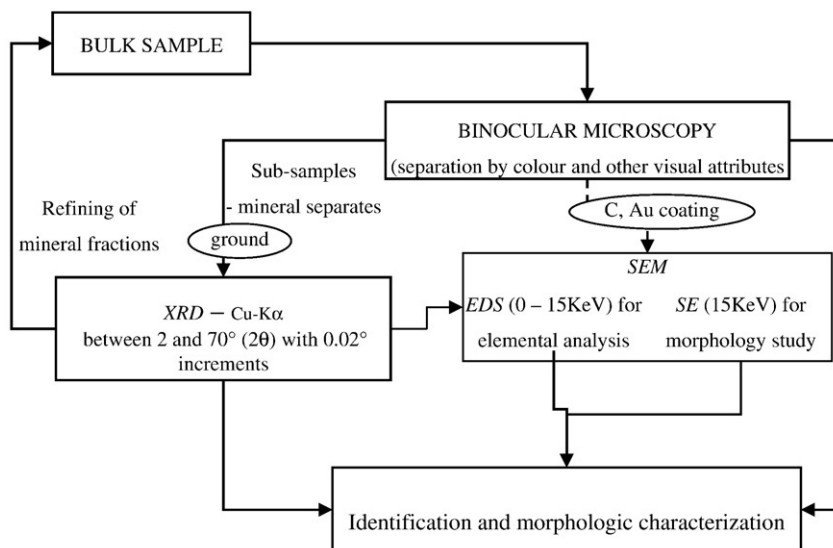 BULK SAMPLE
BINOCULAR MICROSCOPY
(separation by colour and other visual attributes
Sub-samples
- mineral separates
Refining of
mineral fractions
ground
C, Au coating
XRD – Cu-Kα
between 2 and 70° (2θ) with 0.02°
increments
SEM
EDS (0 – 15KeV) for
elemental analysis
SE (15KeV) for
morphology study
Identification and morphologic characterization